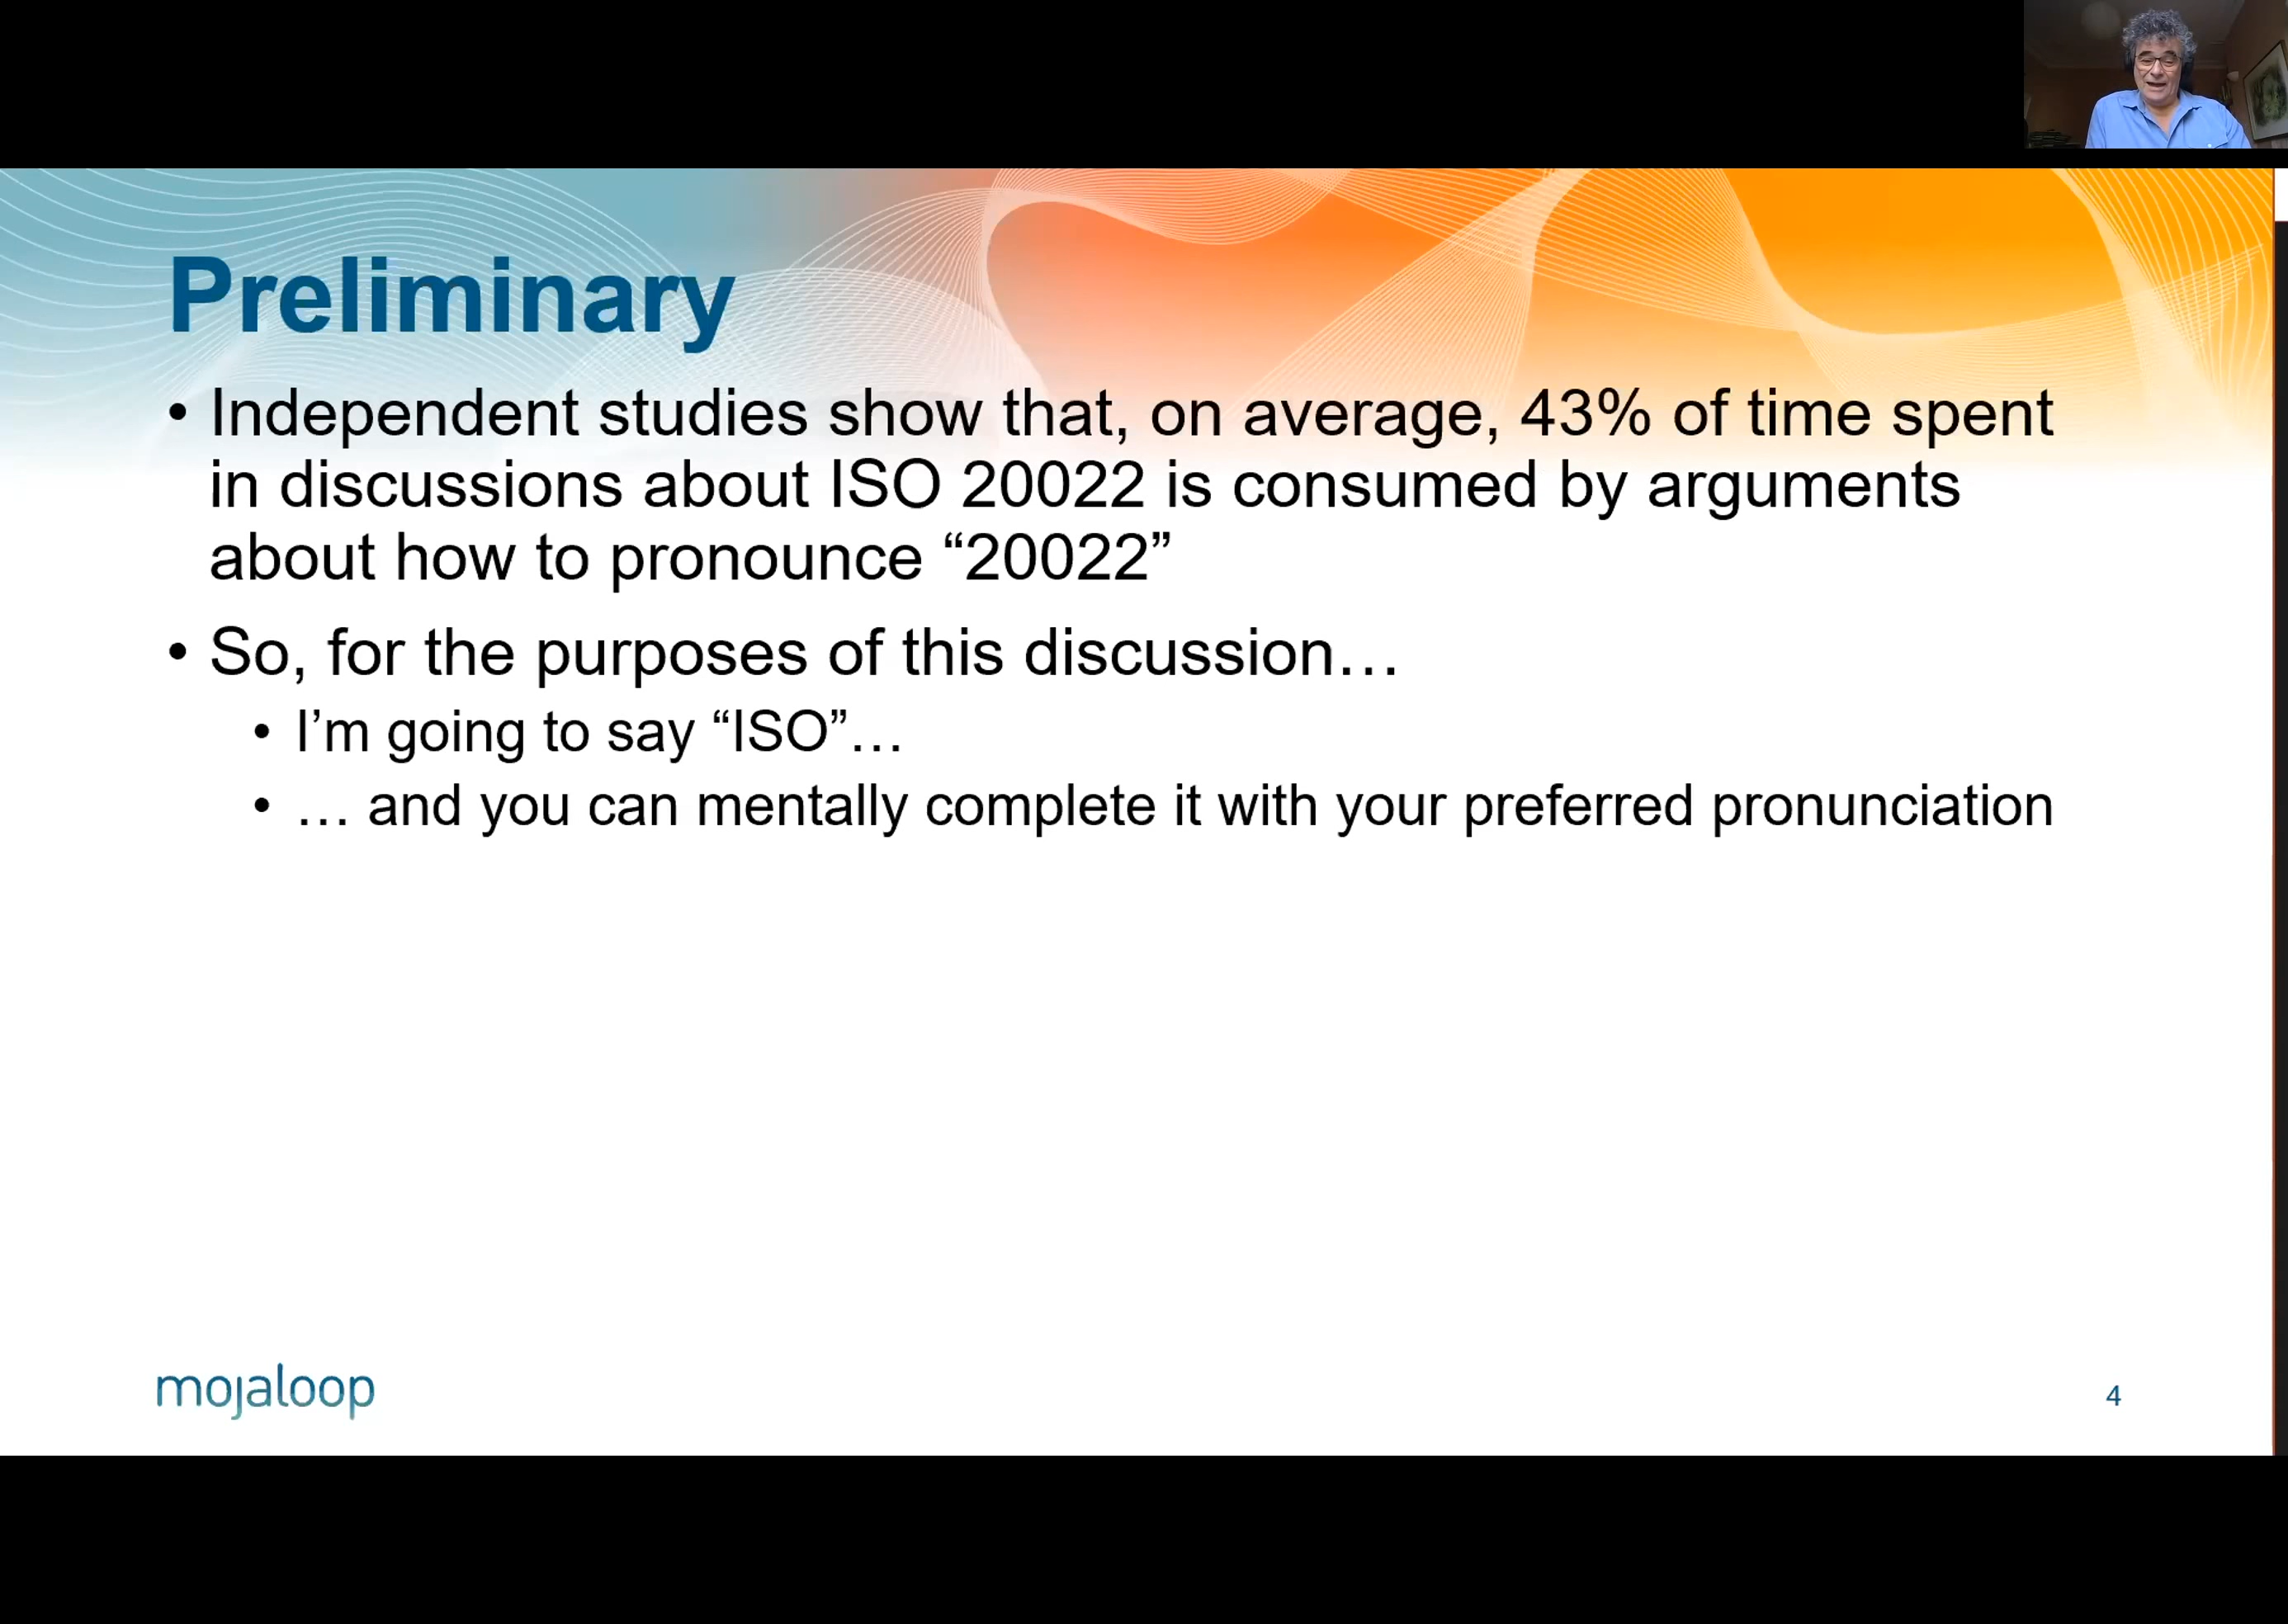 Preliminary
• Independent studies show that, on average, 43% of time spent
in discussions about ISO 20022 is consumed by arguments
about how to pronounce “20022”
• So, for the purposes of this discussion…
• I’m going to say “ISO”…
• … and you can mentally complete it with your preferred pronunciation
mojaloop
4